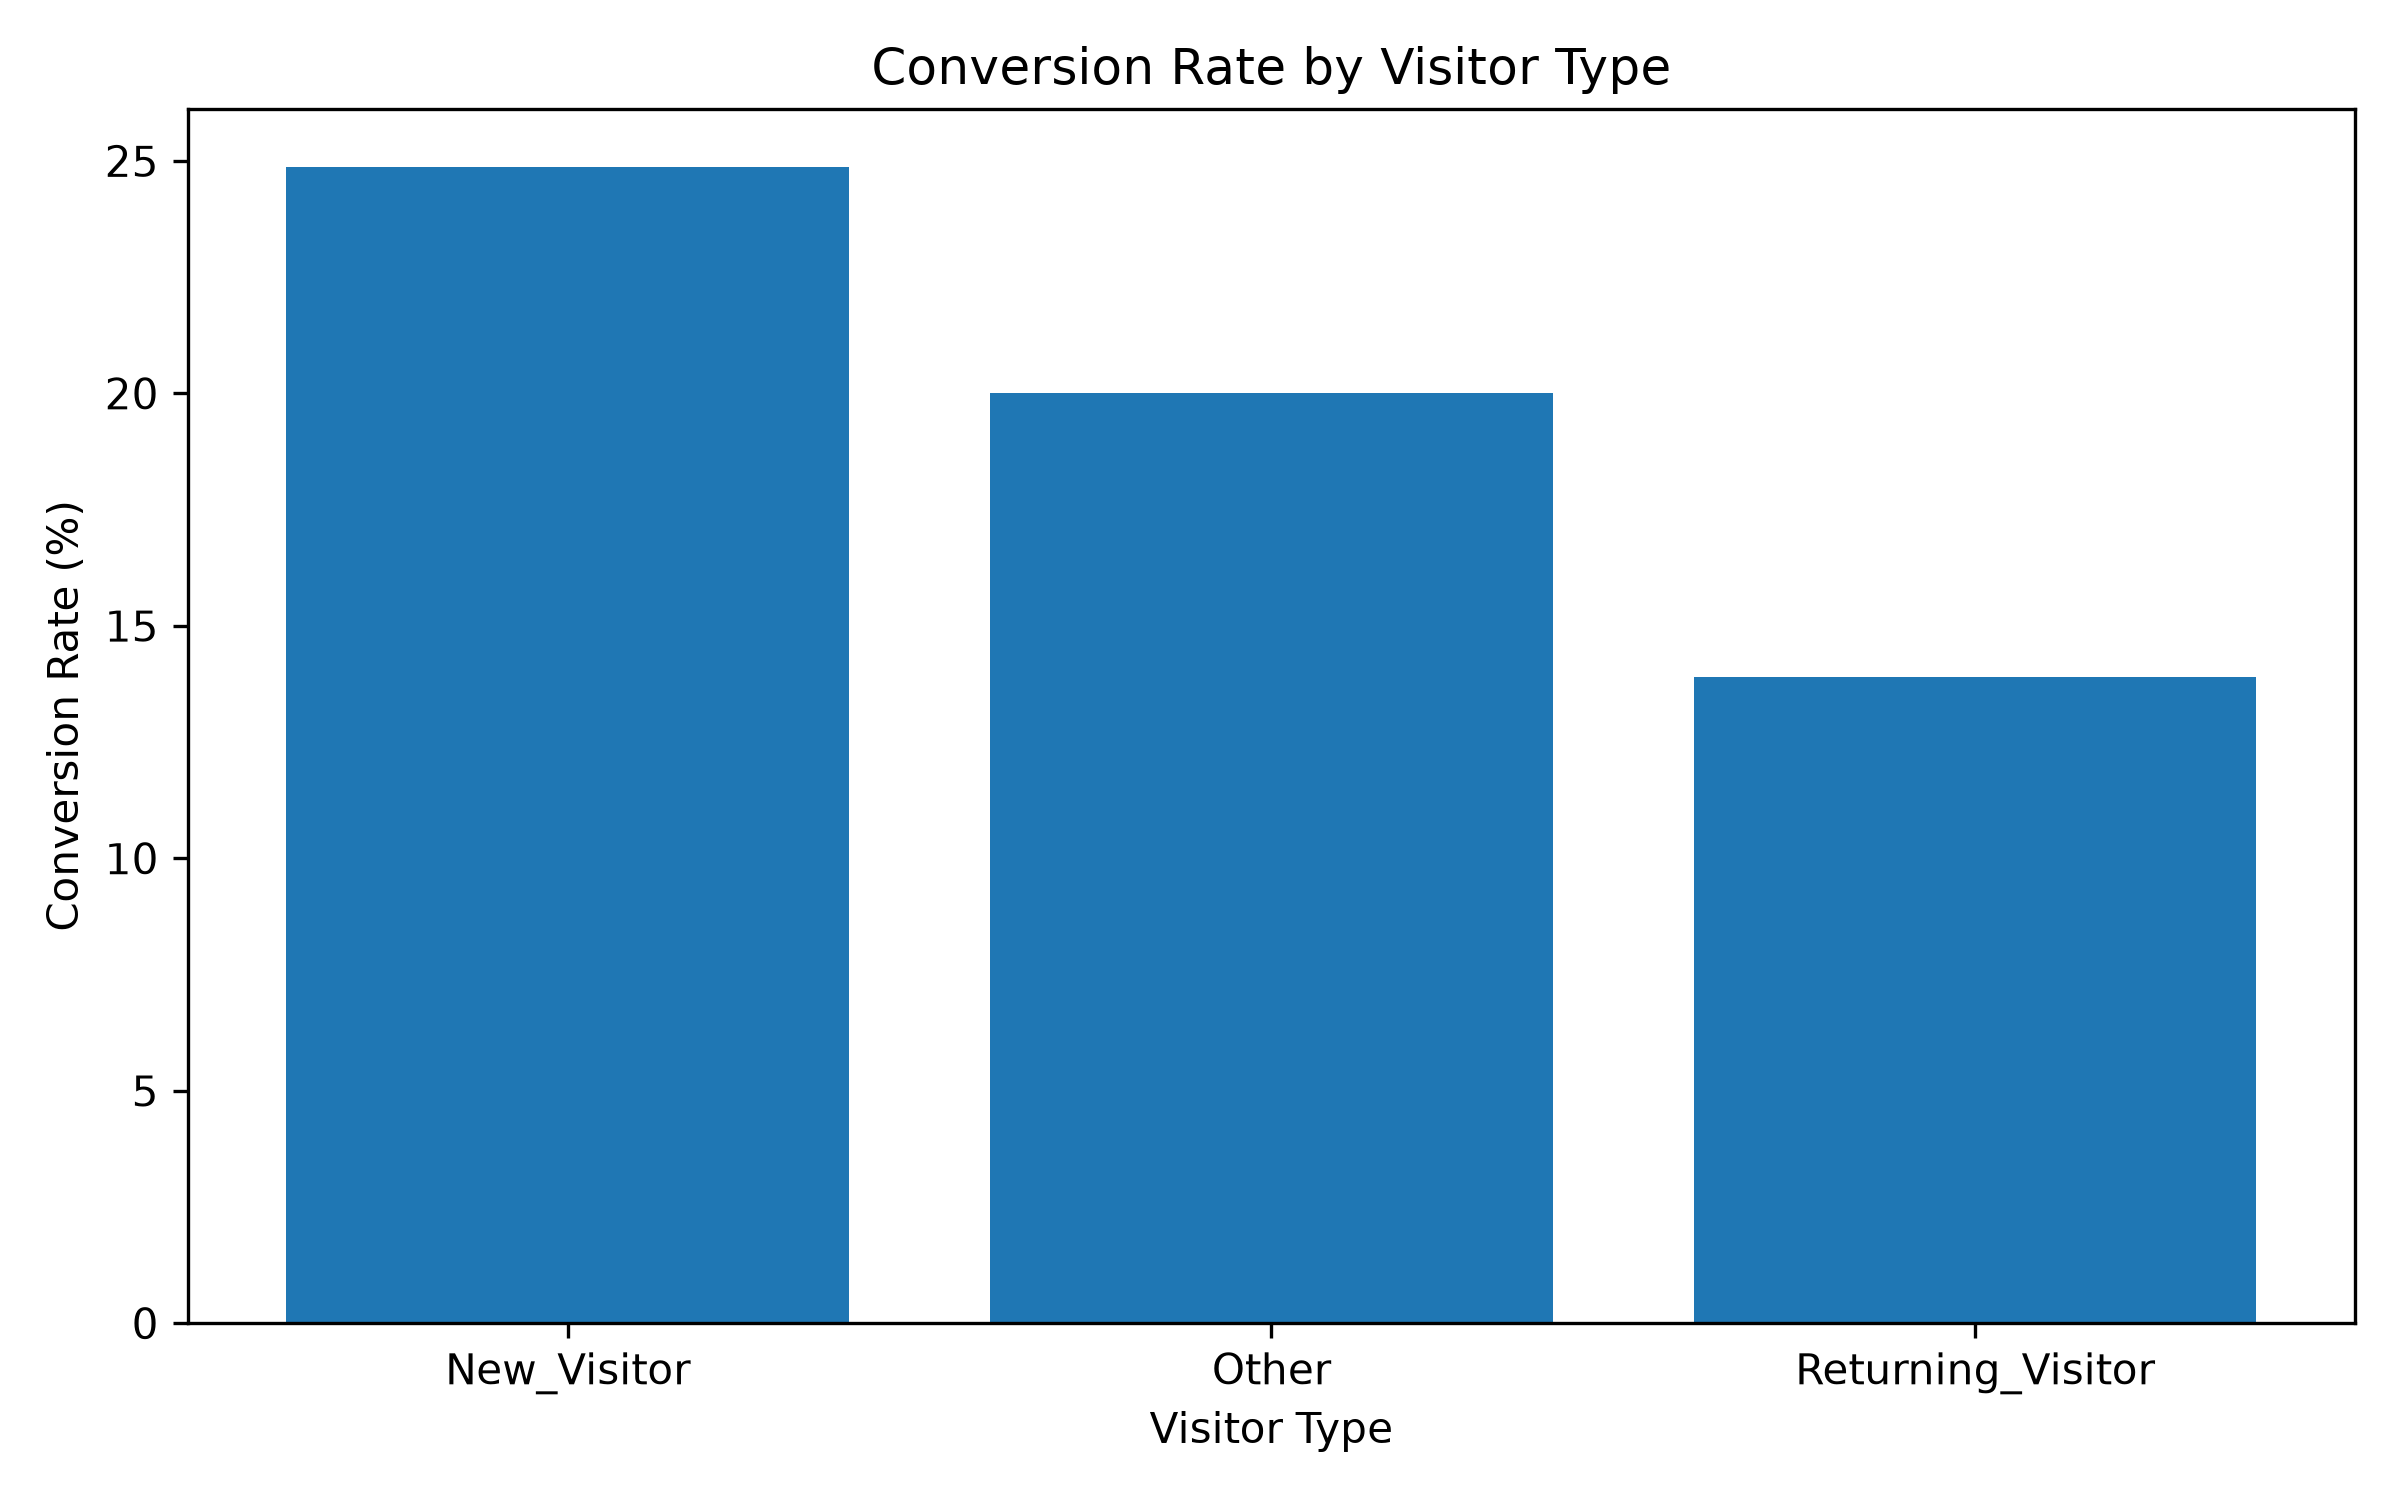 Conversion Rate by Visitor Type
Conversion Rate (%)
25
20
15
10
5
0
New_Visitor
Other
Returning_Visitor
Visitor Type